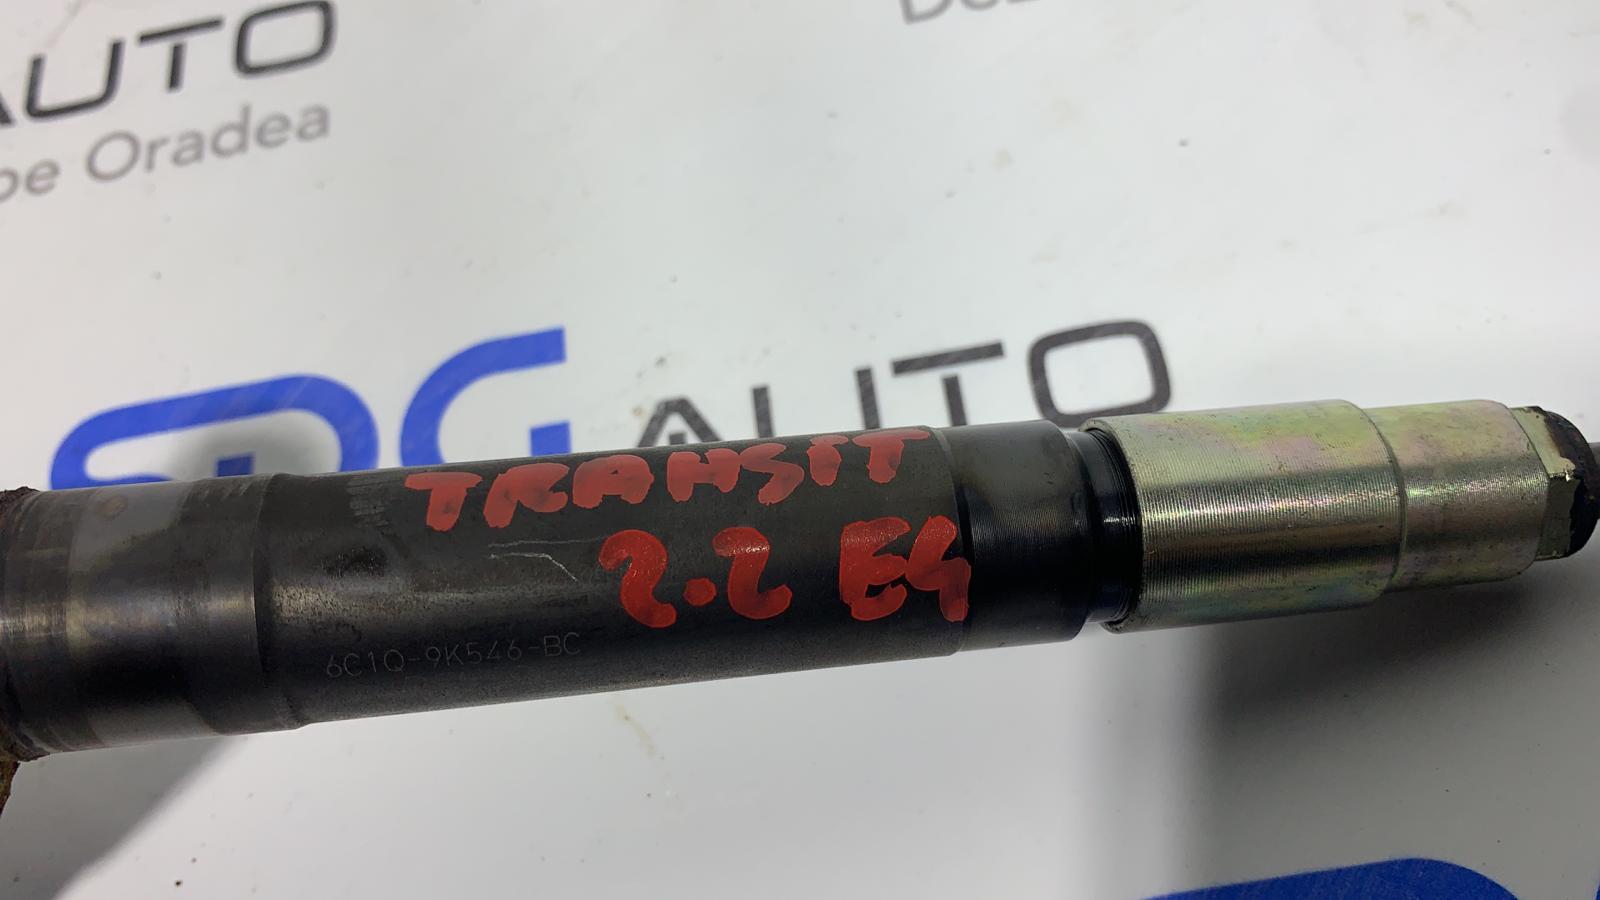 AUTO
Oradea
AUTO
TRANSIT
2.2 E4
6C1Q-9K546-BC